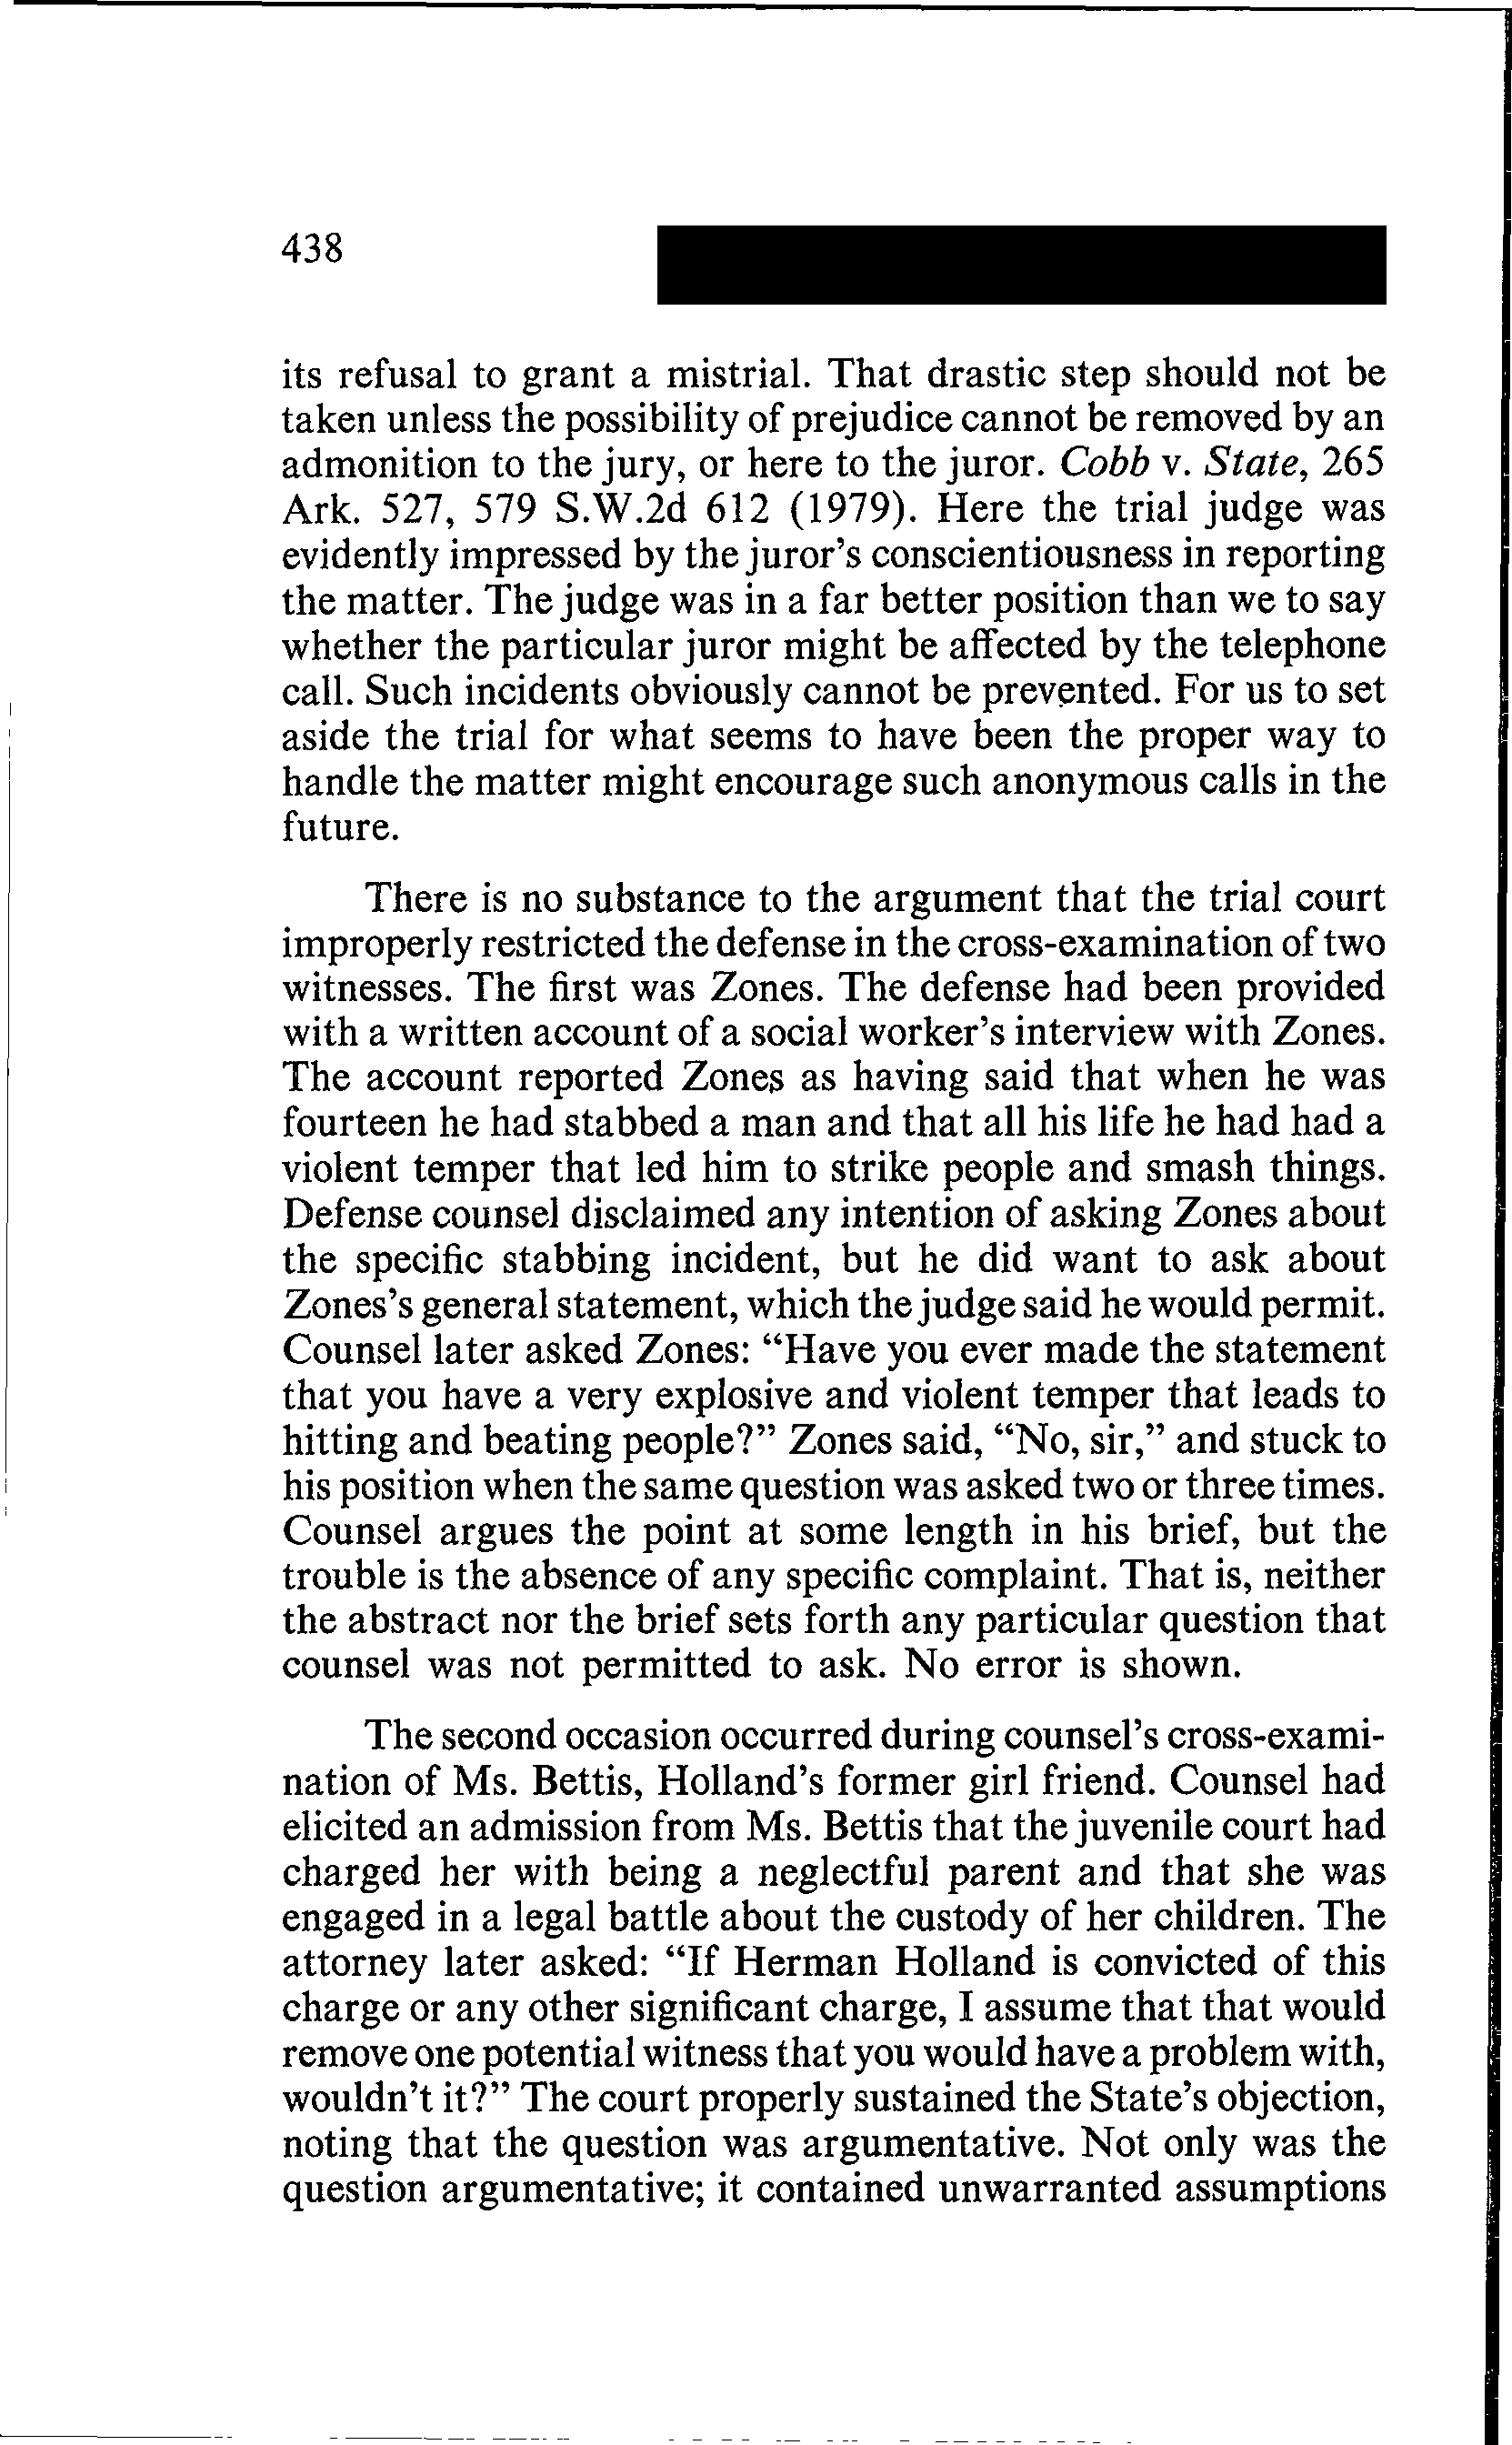 438
its refusal to grant a mistrial. That drastic step should not be
taken unless the possibility of prejudice cannot be removed by an
admonition to the jury, or here to the juror. Cobb v. State, 265
Ark. 527, 579 S.W.2d 612 (1979). Here the trial judge was
evidently impressed by the juror's conscientiousness in reporting
the matter. The judge was in a far better position than we to say
whether the particular juror might be affected by the telephone
call. Such incidents obviously cannot be prevented. For us to set
aside the trial for what seems to have been the proper way to
handle the matter might encourage such anonymous calls in the
future.
There is no substance to the argument that the trial court
improperly restricted the defense in the cross-examination of two
witnesses. The first was Zones. The defense had been provided
with a written account of a social worker's interview with Zones.
The account reported Zones as having said that when he was
fourteen he had stabbed a man and that all his life he had had a
violent temper that led him to strike people and smash things.
Defense counsel disclaimed any intention of asking Zones about
the specific stabbing incident, but he did want to ask about
Zones's general statement, which the judge said he would permit.
Counsel later asked Zones: “Have you ever made the statement
that you have a very explosive and violent temper that leads to
hitting and beating people?” Zones said, “No, sir,” and stuck to
his position when the same question was asked two or three times.
Counsel argues the point at some length in his brief, but the
trouble is the absence of any specific complaint. That is, neither
the abstract nor the brief sets forth any particular question that
counsel was not permitted to ask. No error is shown.
The second occasion occurred during counsel's cross-exami-
nation of Ms. Bettis, Holland's former girl friend. Counsel had
elicited an admission from Ms. Bettis that the juvenile court had
charged her with being a neglectful parent and that she was
engaged in a legal battle about the custody of her children. The
attorney later asked: “If Herman Holland is convicted of this
charge or any other significant charge, I assume that that would
remove one potential witness that you would have a problem with,
wouldn't it?” The court properly sustained the State's objection,
noting that the question was argumentative. Not only was the
question argumentative; it contained unwarranted assumptions